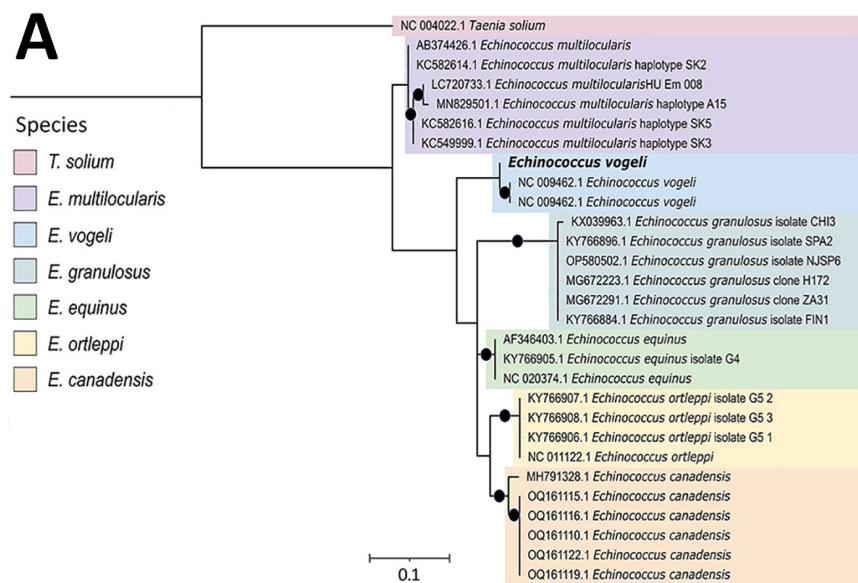 A
NC 004022.1 Taenia solium
AB374426.1 Echinococcus multilocularis
KC582614.1 Echinococcus multilocularis haplotype SK2
LC720733.1 Echinococcus multilocularisHU Em 008
MN829501.1 Echinococcus multilocularis haplotype A15
KC582616.1 Echinococcus multilocularis haplotype SK5
KC549999.1 Echinococcus multilocularis haplotype SK3
Echinococcus vogeli
NC 009462.1 Echinococcus vogeli
NC 009462.1 Echinococcus vogeli
KX039963.1 Echinococcus granulosus isolate CHI3
KY766896.1 Echinococcus granulosus isolate SPA2
OP580502.1 Echinococcus granulosus isolate NJSP6
MG672223.1 Echinococcus granulosus clone H172
MG672291.1 Echinococcus granulosus clone ZA31
KY766884.1 Echinococcus granulosus isolate FIN1
AF346403.1 Echinococcus equinus
KY766905.1 Echinococcus equinus isolate G4
NC 020374.1 Echinococcus equinus
KY766907.1 Echinococcus ortleppi isolate G5 2
KY766908.1 Echinococcus ortleppi isolate G5 3
KY766906.1 Echinococcus ortleppi isolate G5 1
NC 011122.1 Echinococcus ortleppi
MH791328.1 Echinococcus canadensis
OQ161115.1 Echinococcus canadensis
OQ161116.1 Echinococcus canadensis
OQ161110.1 Echinococcus canadensis
OQ161122.1 Echinococcus canadensis
OQ161119.1 Echinococcus canadensis
Species
T. solium
E. multilocularis
E. vogeli
E. granulosus
E. equinus
E. ortleppi
E. canadensis
0.1